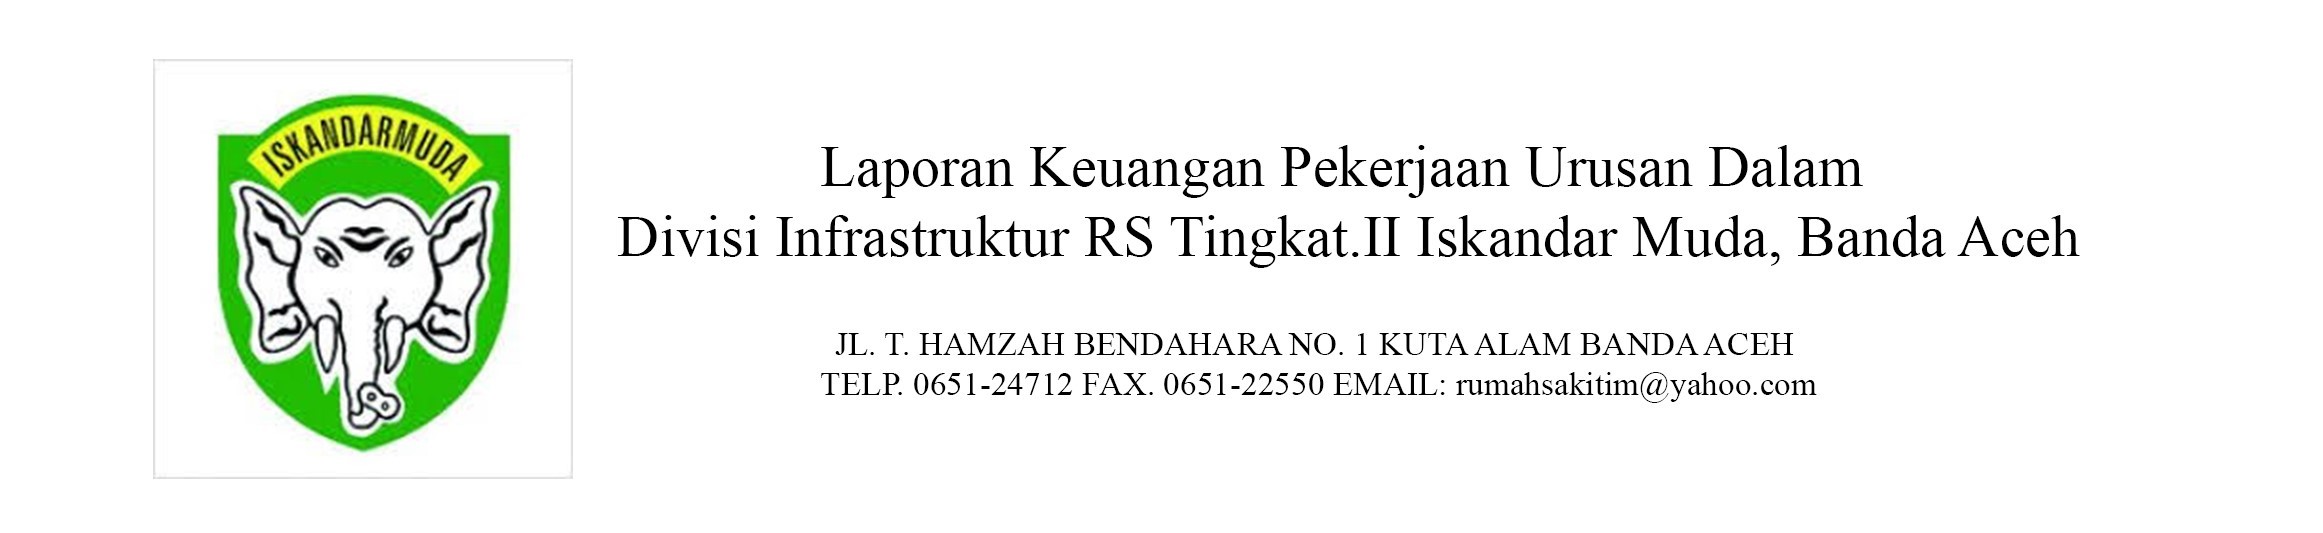 ISKANDARMUDA
Laporan Keuangan Pekerjaan Urusan Dalam
Divisi Infrastruktur RS Tingkat.II Iskandar Muda, Banda Aceh
JL. T. HAMZAH BENDAHARA NO. 1 KUTA ALAM BANDA ACEH
TELP. 0651-24712 FAX. 0651-22550 EMAIL: rumahsakitim@yahoo.com